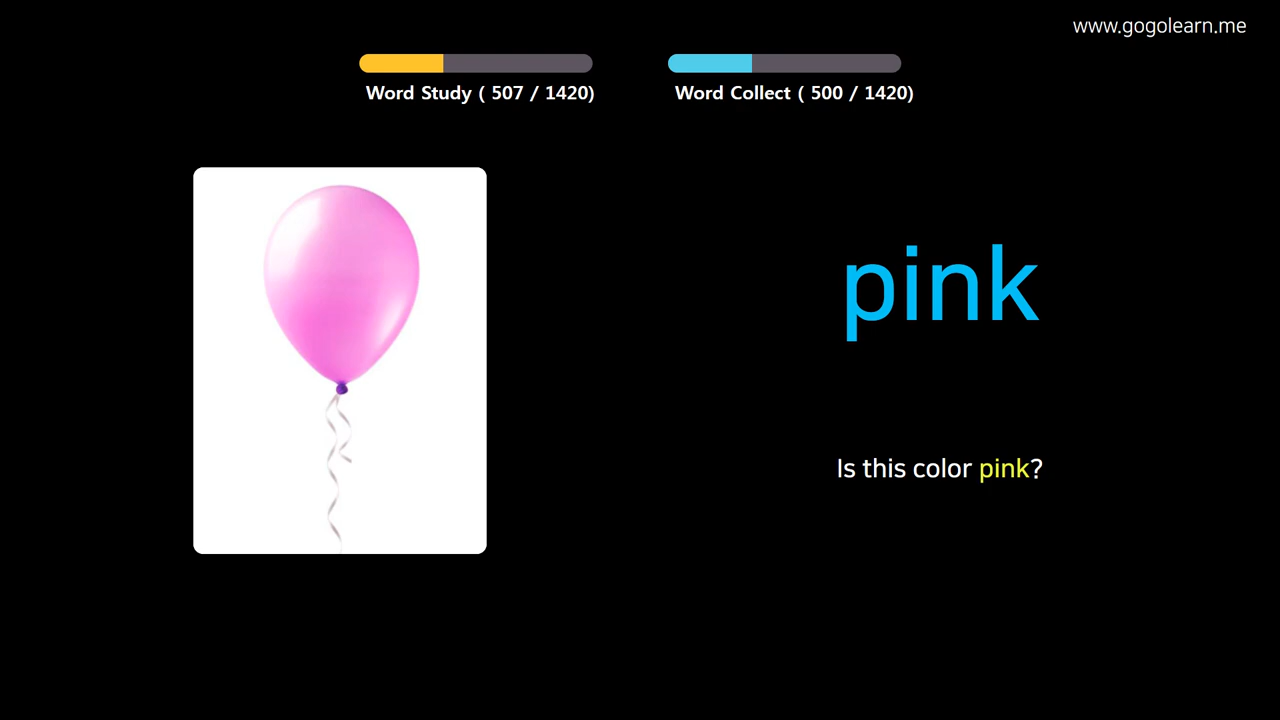 www.gogolearn.me
Word Study ( 507 / 1420)
Word Collect ( 500 / 1420)
pink
Is this color pink?